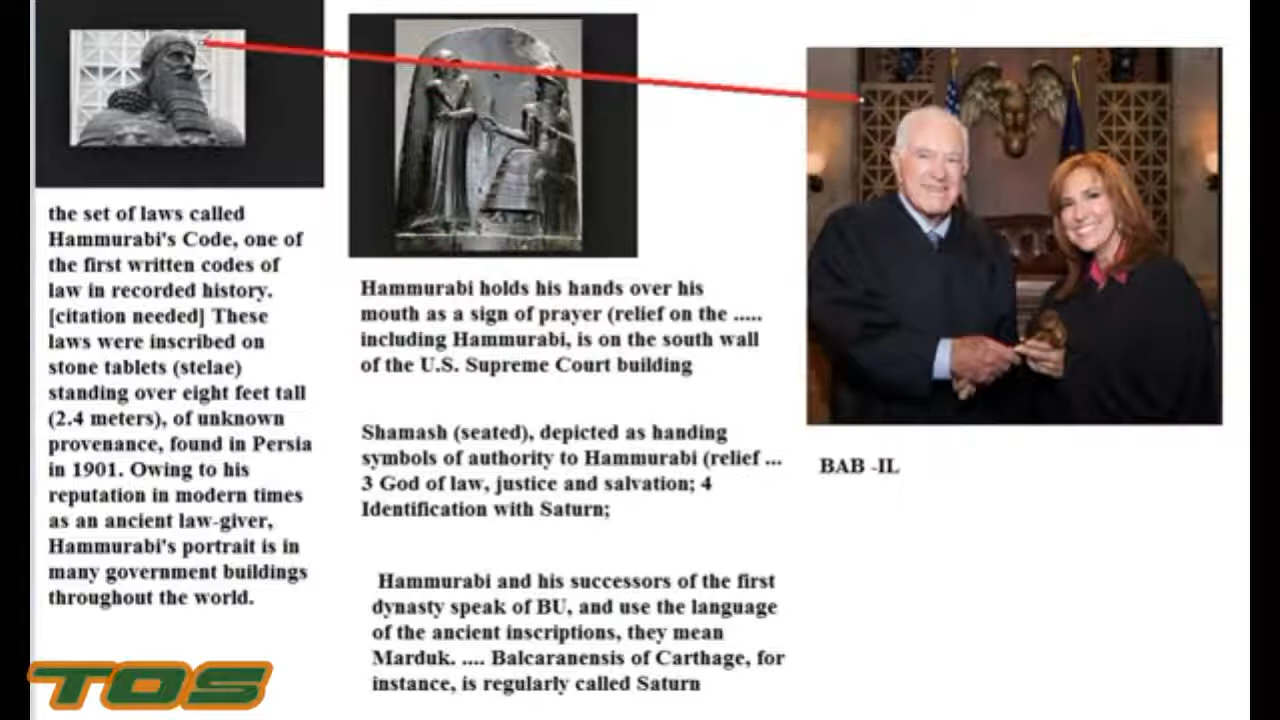 the set of laws called
Hammurabi's Code, one of
the first written codes of
law in recorded history.
[citation needed] These
laws were inscribed on
stone tablets (stelae)
standing over eight feet tall
(2.4 meters), of unknown
provenance, found in Persia
in 1901. Owing to his
reputation in modern times
as an ancient law-giver,
Hammurabi's portrait is in
many government buildings
throughout the world.
Hammurabi holds his hands over his
mouth as a sign of prayer (relief on the .....
including Hammurabi, is on the south wall
of the U.S. Supreme Court building
Shamash (seated), depicted as handing
symbols of authority to Hammurabi (relief ...
3 God of law, justice and salvation; 4
Identification with Saturn;
Hammurabi and his successors of the first
dynasty speak of BU, and use the language
of the ancient inscriptions, they mean
Marduk. .... Balcaranensis of Carthage, for
instance, is regularly called Saturn
BAB -IL
TOS